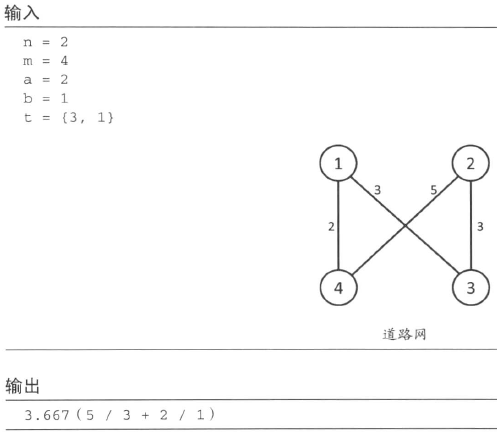 输入
n = 2
m = 4
a = 2
b = 1
t = {3, 1}
1
2
3
5
2
3
4
3
道路网
输出
3.667(5 / 3 + 2 / 1)